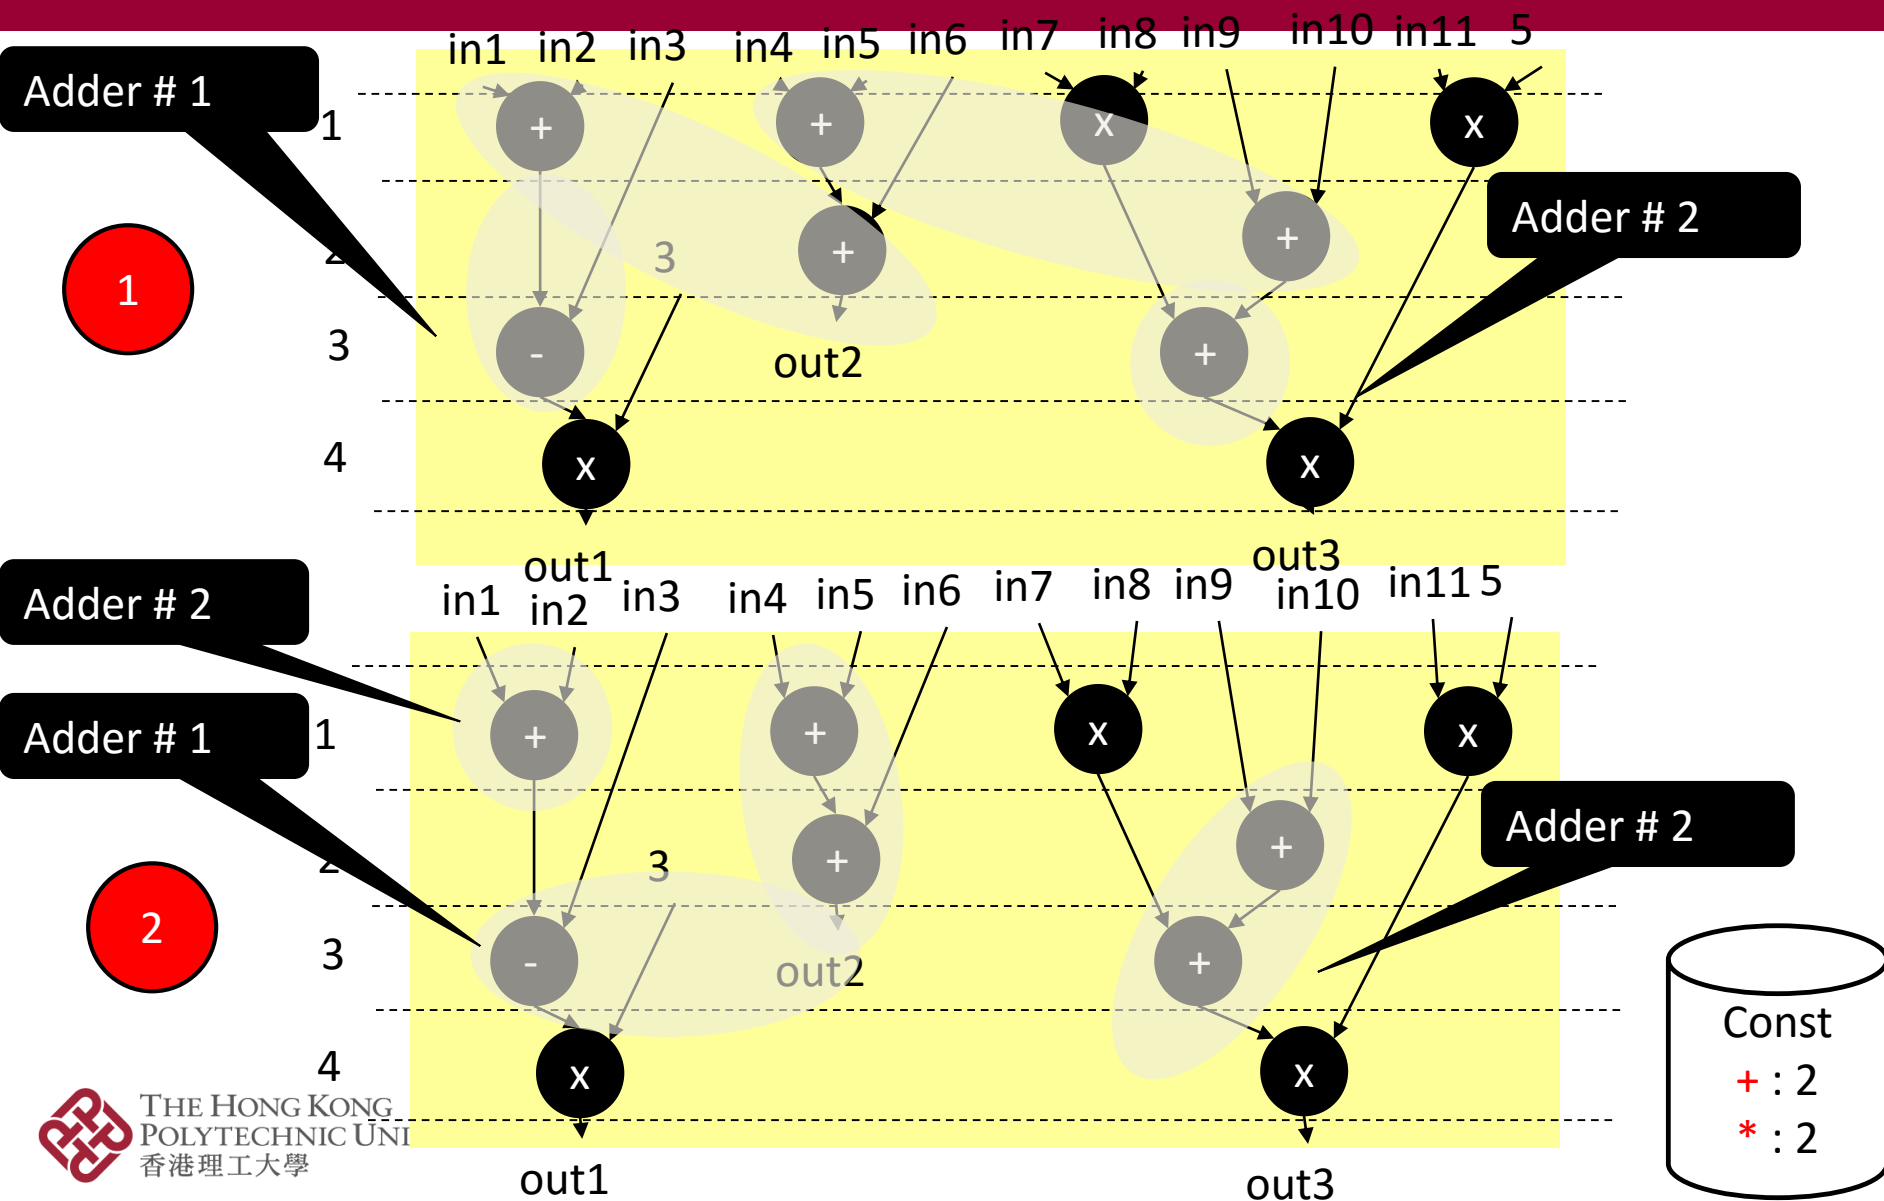 in1 in2 in3 in4 in5 in6 in7 in8 in9 in10 in11 5
Adder # 1
1
+
+
x
x
Adder # 2
2
3
+
+
1
3
-
out2
+
4
x
x
out1
out3
in1 in2 in3 in4 in5 in6 in7 in8 in9 in10 in11 5
Adder # 2
Adder # 1
1
+
+
x
x
Adder # 2
2
3
+
+
2
3
-
out2
+
Const
+ : 2
* : 2
4
x
x
THE HONG KONG
POLYTECHNIC UNI
香港理工大學
out1
out3